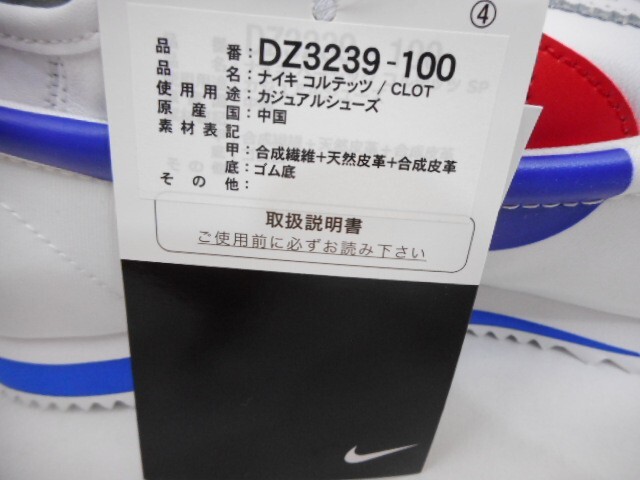 ④
品番：DZ3239-100
品名：ナイキ コルテッツ / CLOT
使用用途：カジュアルシューズ
原産国：中国
素材表記
甲：合成繊維+天然皮革+合成皮革
底：ゴム底
その他：
取扱説明書
ご使用前に必ずお読み下さい